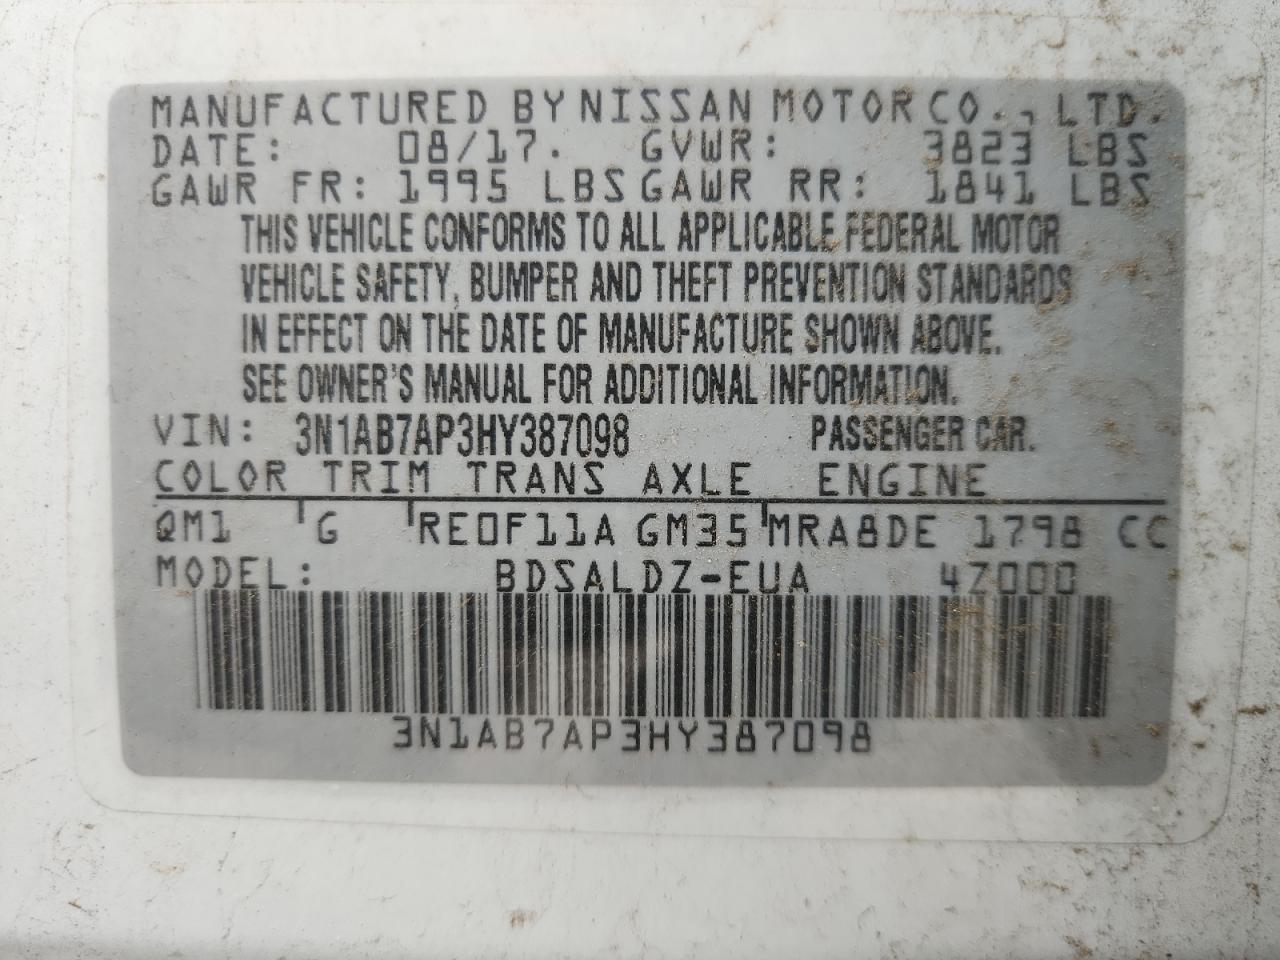 MANUFACTURED BY NISSAN MOTOR CO., LTD.
DATE: 08/17. GVWR: 3823 LBS
GAWR FR: 1995 LBS GAWR RR: 1841 LBS
THIS VEHICLE CONFORMS TO ALL APPLICABLE FEDERAL MOTOR
VEHICLE SAFETY, BUMPER AND THEFT PREVENTION STANDARDS
IN EFFECT ON THE DATE OF MANUFACTURE SHOWN ABOVE.
SEE OWNER'S MANUAL FOR ADDITIONAL INFORMATION.
VIN: 3N1AB7AP3HY387098 PASSENGER CAR.
COLOR TRIM TRANS AXLE ENGINE
QM1 G RE0F11A GM35 MRA8DE 1798 CC
MODEL: BDSALDZ-EUA 4Z000
3N1AB7AP3HY387098